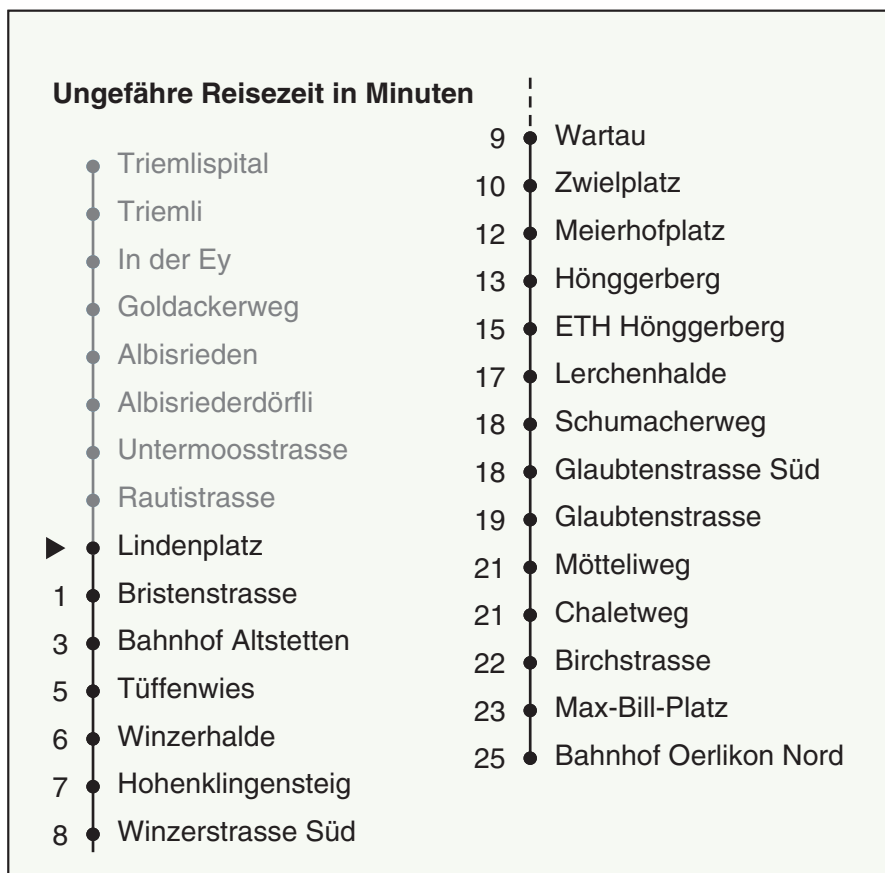 Ungefähre Reisezeit in Minuten
Triemlispital
Triemli
In der Ey
Goldackerweg
Albisrieden
Albisriederdörfli
Untermoosstrasse
Rautistrasse
Lindenplatz
1 Bristenstrasse
3 Bahnhof Altstetten
5 Tüffenwies
6 Winzerhalde
7 Hohenklingensteig
8 Winzerstrasse Süd
9 Wartau
10 Zwielplatz
12 Meierhofplatz
13 Hönggerberg
15 ETH Hönggerberg
17 Lerchenhalde
18 Schumacherweg
18 Glaubtenstrasse Süd
19 Glaubtenstrasse
21 Mötteliweg
21 Chaletweg
22 Birchstrasse
23 Max-Bill-Platz
25 Bahnhof Oerlikon Nord